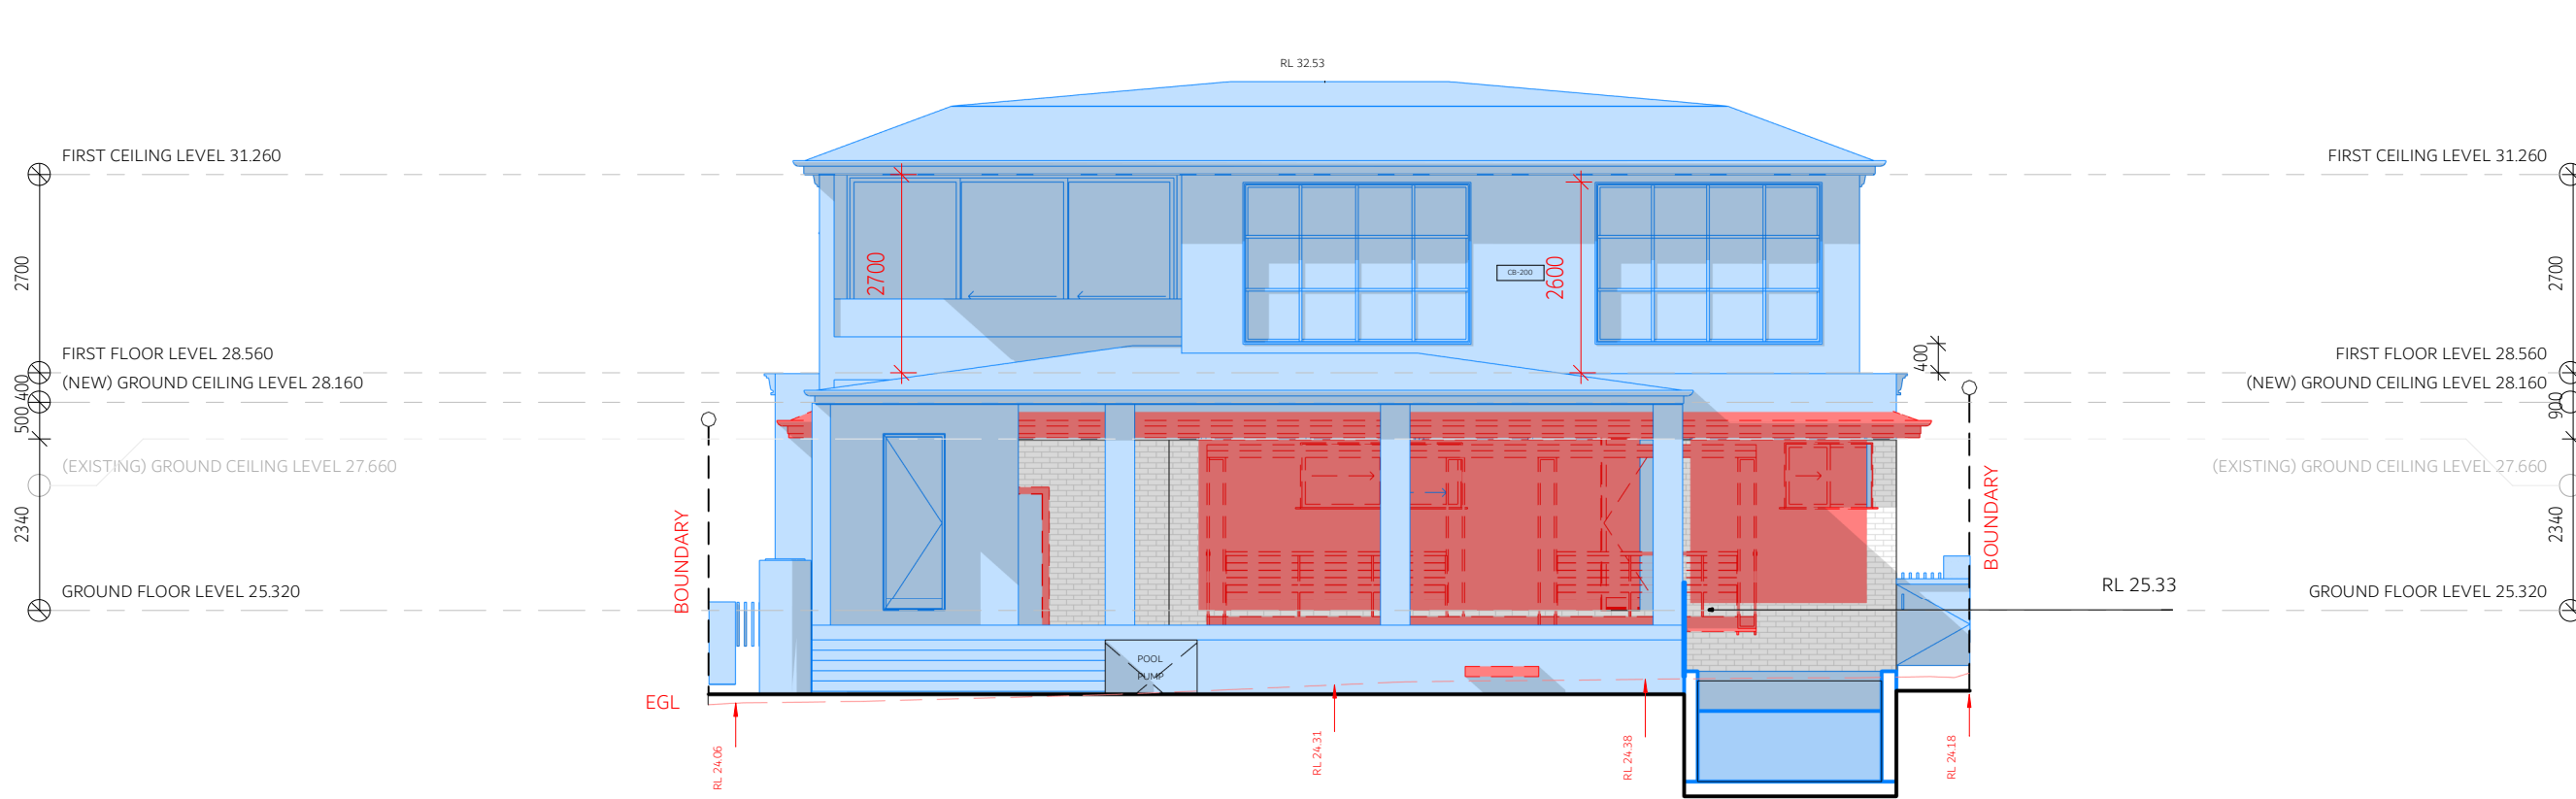 RL 32.53
FIRST CEILING LEVEL 31.260
FIRST CEILING LEVEL 31.260
2700
2700
2600
2700
CB-200
FIRST FLOOR LEVEL 28.560
400
FIRST FLOOR LEVEL 28.560
(NEW) GROUND CEILING LEVEL 28.160
(NEW) GROUND CEILING LEVEL 28.160
400
500
900
(EXISTING) GROUND CEILING LEVEL 27.660
(EXISTING) GROUND CEILING LEVEL 27.660
2340
BOUNDARY
BOUNDARY
2340
GROUND FLOOR LEVEL 25.320
RL 25.33
GROUND FLOOR LEVEL 25.320
POOL
PUMP
EGL
RL 24.06
RL 24.31
RL 24.38
RL 24.18